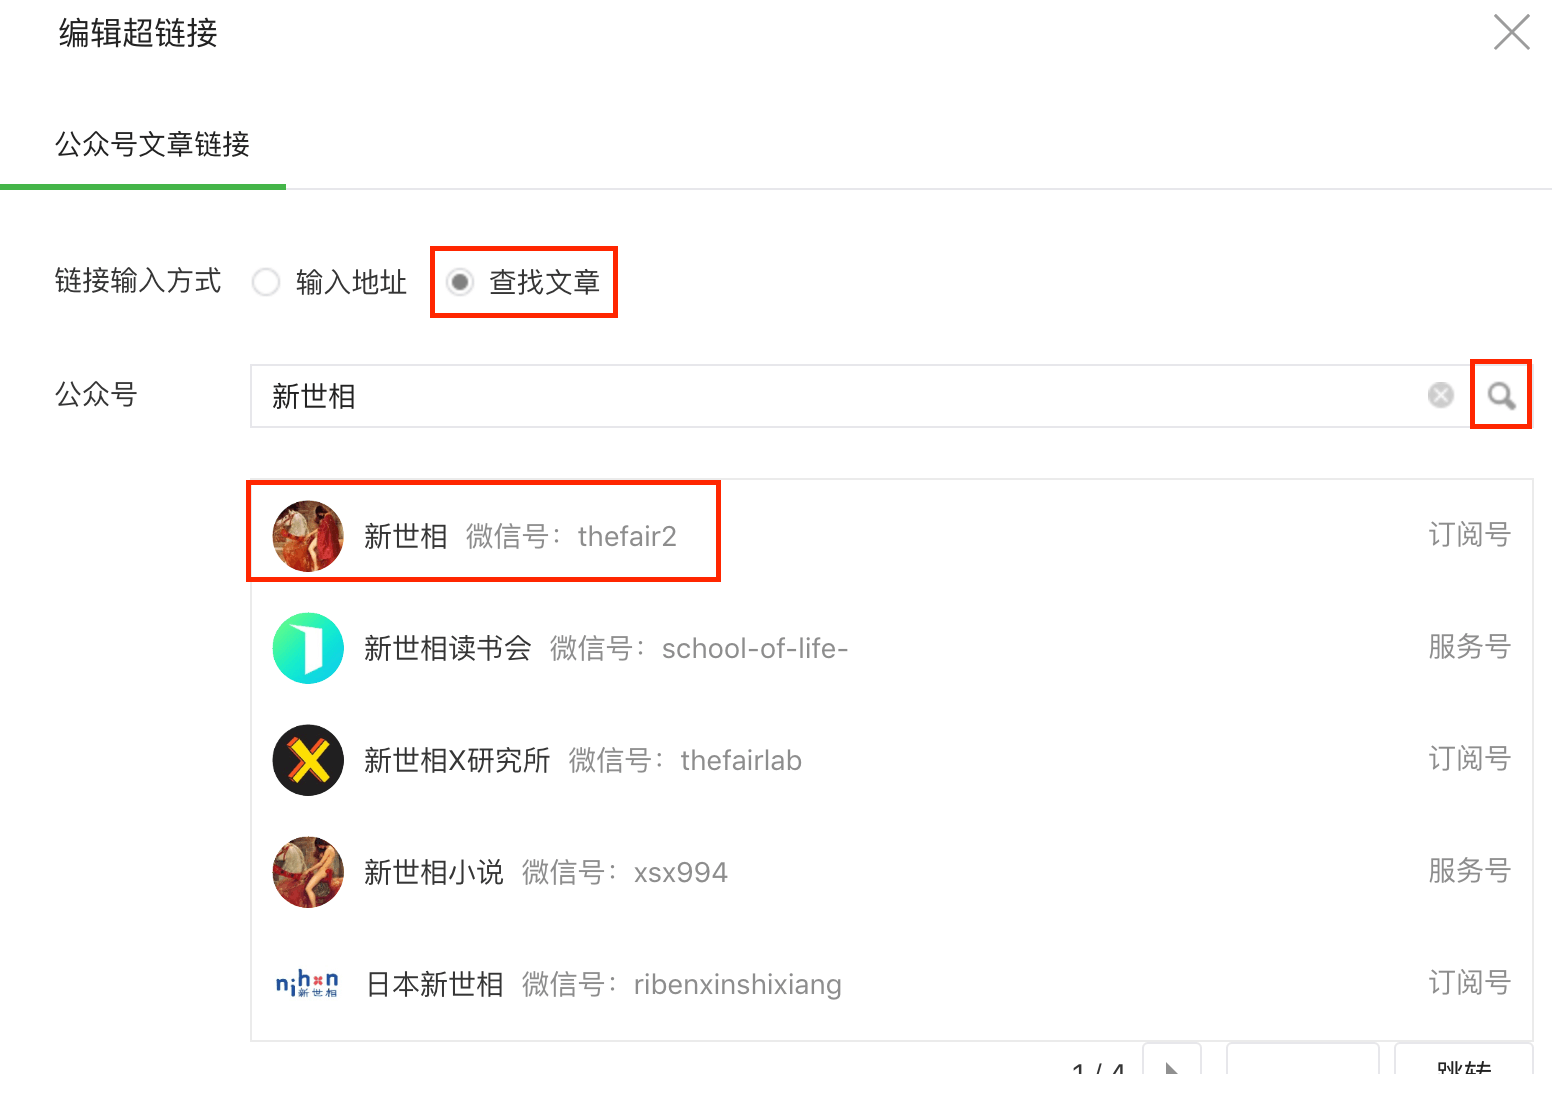 编辑超链接
公众号文章链接
链接输入方式 输入地址 查找文章
公众号 新世相
新世相 微信号： thefair2 订阅号
新世相读书会 微信号： school-of-life- 服务号
新世相X研究所 微信号： thefairlab 订阅号
新世相小说 微信号： xsx994 服务号
nihon
新世相
日本新世相 微信号： ribenxinshixiang 订阅号
1 / 4 跳转